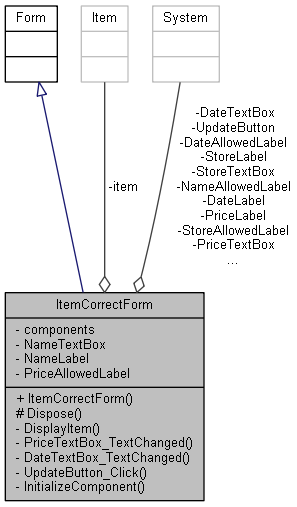 Form
Item
System
-DateTextBox
-UpdateButton
-DateAllowedLabel
-StoreLabel
-StoreTextBox
-NameAllowedLabel
-DateLabel
-PriceLabel
-StoreAllowedLabel
-PriceTextBox
...
-item
ItemCorrectForm
- components
- NameTextBox
- NameLabel
- PriceAllowedLabel
+ ItemCorrectForm()
# Dispose()
- DisplayItem()
- PriceTextBox_TextChanged()
- DateTextBox_TextChanged()
- UpdateButton_Click()
- InitializeComponent()